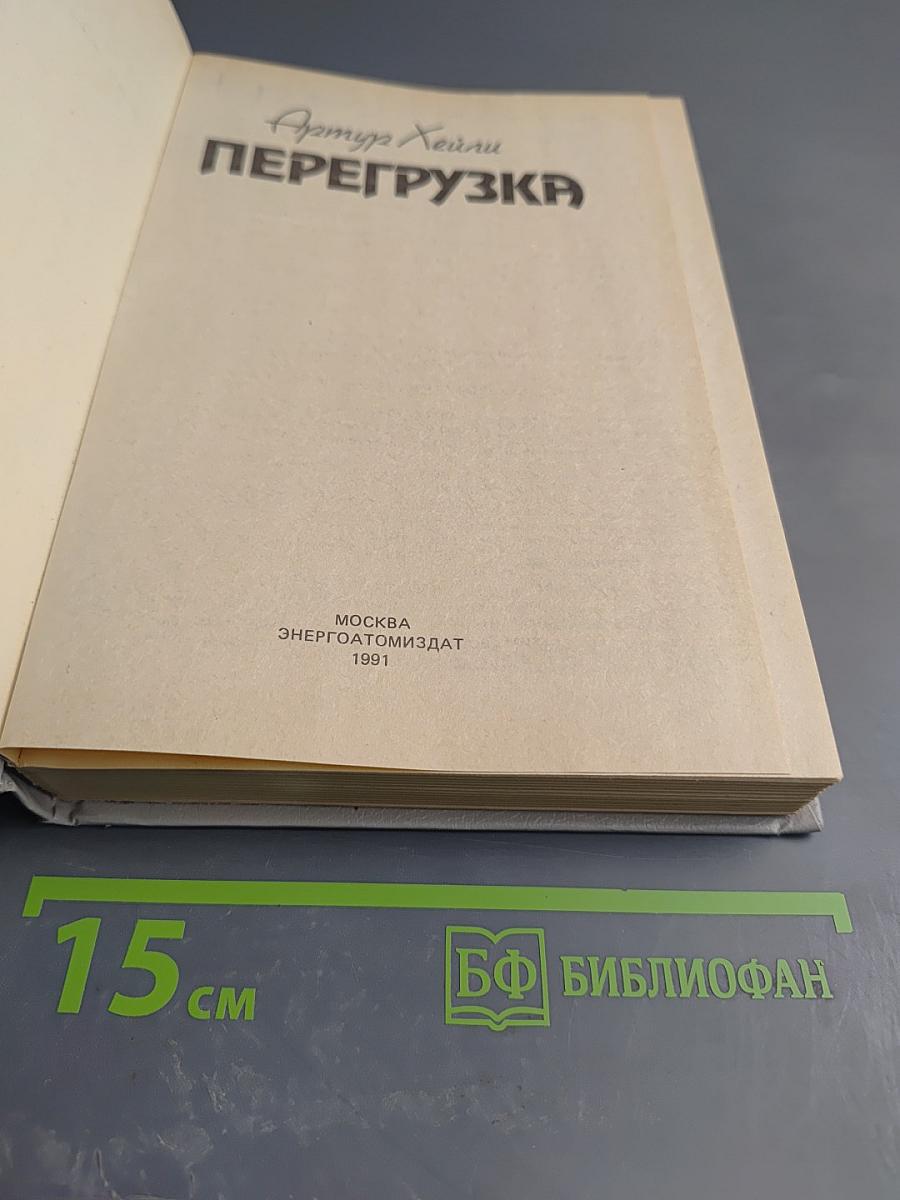 Артур Хейли
ПЕРЕГРУЗКА
МОСКВА
ЭНЕРГОАТОМИЗДАТ
1991
15 см
БФ БИБЛИОФАН